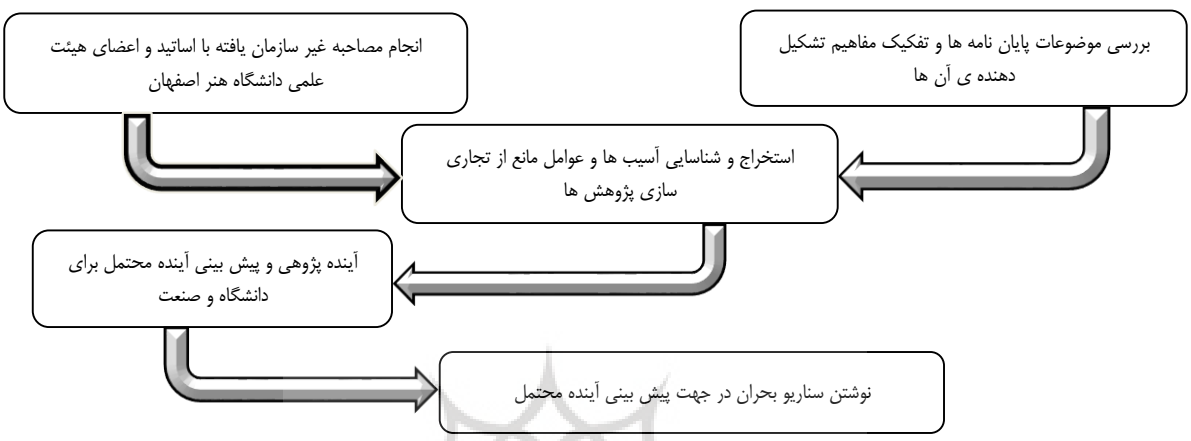 بررسی موضوعات پایان نامه ها و تفکیک مفاهیم تشکیل
دهنده ی آن ها
انجام مصاحبه غیر سازمان یافته با اساتید و اعضای هیئت
علمی دانشگاه هنر اصفهان
استخراج و شناسایی آسیب ها و عوامل مانع از تجاری
سازی پژوهش ها
آینده پژوهی و پیش بینی آینده محتمل برای
دانشگاه و صنعت
نوشتن سناریو بحران در جهت پیش بینی آینده محتمل